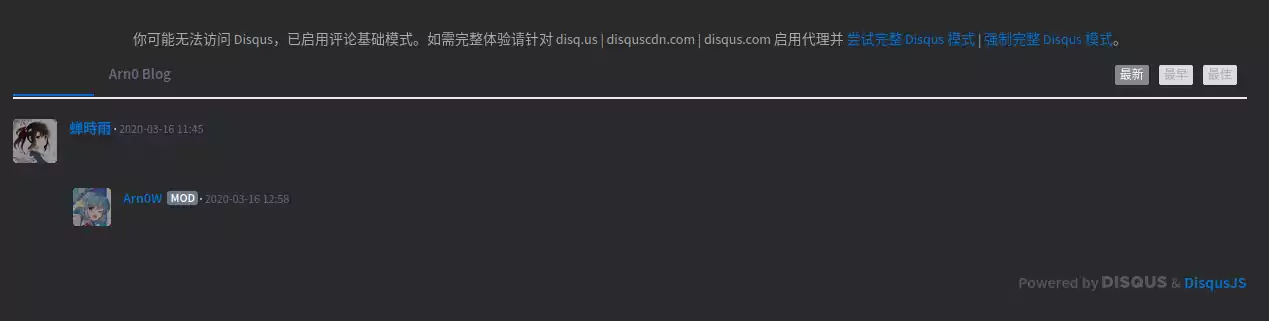 你可能无法访问 Disqus，已启用评论基础模式。如需完整体验请针对 disq.us | disquscdn.com | disqus.com 启用代理并 尝试完整 Disqus 模式 | 强制完整 Disqus 模式。
Arn0 Blog 最新 最早 最佳
蝉時雨 · 2020-03-16 11:45
Arn0W MOD · 2020-03-16 12:58
Powered by DISQUS & DisqusJS